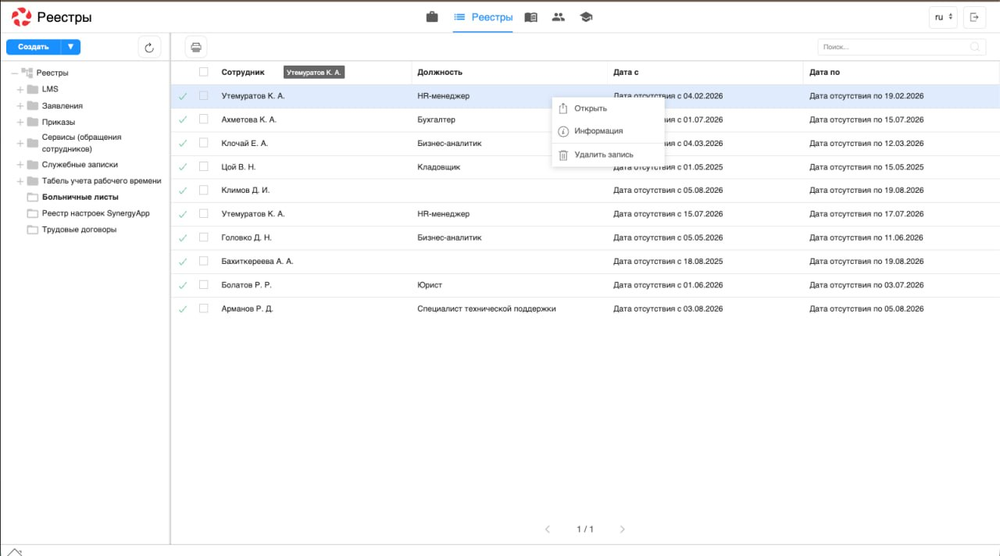 Реестры
Реестры
ru
Создать
Поиск...
Реестры
LMS
Заявления
Приказы
Сервисы (обращения
сотрудников)
Служебные записки
Табель учета рабочего времени
Больничные листы
Реестр настроек SynergyApp
Трудовые договоры
Сотрудник Утемуратов К. А. Должность Дата с Дата по
Утемуратов К. А. HR-менеджер Дата отсутствия с 04.02.2026 Дата отсутствия по 19.02.2026
Открыть
Ахметова К. А. Бухгалтер вия с 01.07.2026 Дата отсутствия по 15.07.2026
Информация
Клочай Е. А. Бизнес-аналитик вия с 04.03.2026 Дата отсутствия по 12.03.2026
Удалить запись
Цой В. Н. Кладовщик Дата отсутствия с 01.05.2025 Дата отсутствия по 15.05.2025
Климов Д. И. Дата отсутствия с 05.08.2026 Дата отсутствия по 19.08.2026
Утемуратов К. А. HR-менеджер Дата отсутствия с 15.07.2026 Дата отсутствия по 17.07.2026
Головко Д. Н. Бизнес-аналитик Дата отсутствия с 05.05.2026 Дата отсутствия по 11.06.2026
Бахиткереева А. А. Дата отсутствия с 18.08.2025 Дата отсутствия по 19.08.2026
Болатов Р. Р. Юрист Дата отсутствия с 01.06.2026 Дата отсутствия по 03.07.2026
Арманов Р. Д. Специалист технической поддержки Дата отсутствия с 03.08.2026 Дата отсутствия по 05.08.2026
1 / 1